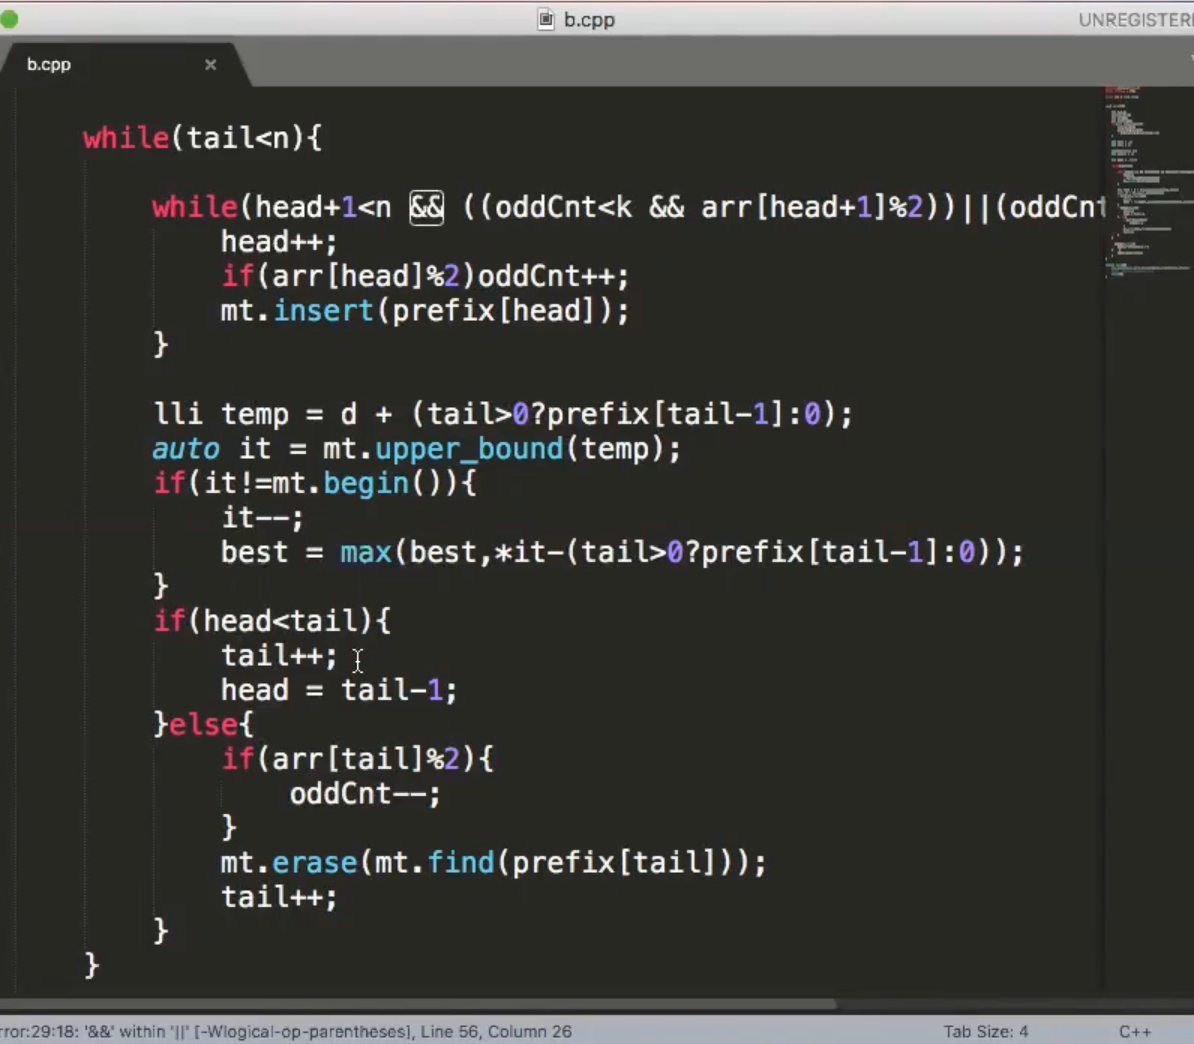 b.cpp
UNREGISTER
b.cpp ×
while(tail<n){
while(head+1<n && ((oddCnt<k && arr[head+1]%2))||(oddCnt
head++;
if(arr[head]%2)oddCnt++;
mt.insert(prefix[head]);
}
lli temp = d + (tail>0?prefix[tail-1]:0);
auto it = mt.upper_bound(temp);
if(it!=mt.begin()){
it--;
best = max(best,*it-(tail>0?prefix[tail-1]:0));
}
if(head<tail){
tail++;
head = tail-1;
}else{
if(arr[tail]%2){
oddCnt--;
}
mt.erase(mt.find(prefix[tail]));
tail++;
}
}
rror:29:18: '&&' within '||' [-Wlogical-op-parentheses], Line 56, Column 26
Tab Size: 4
C++